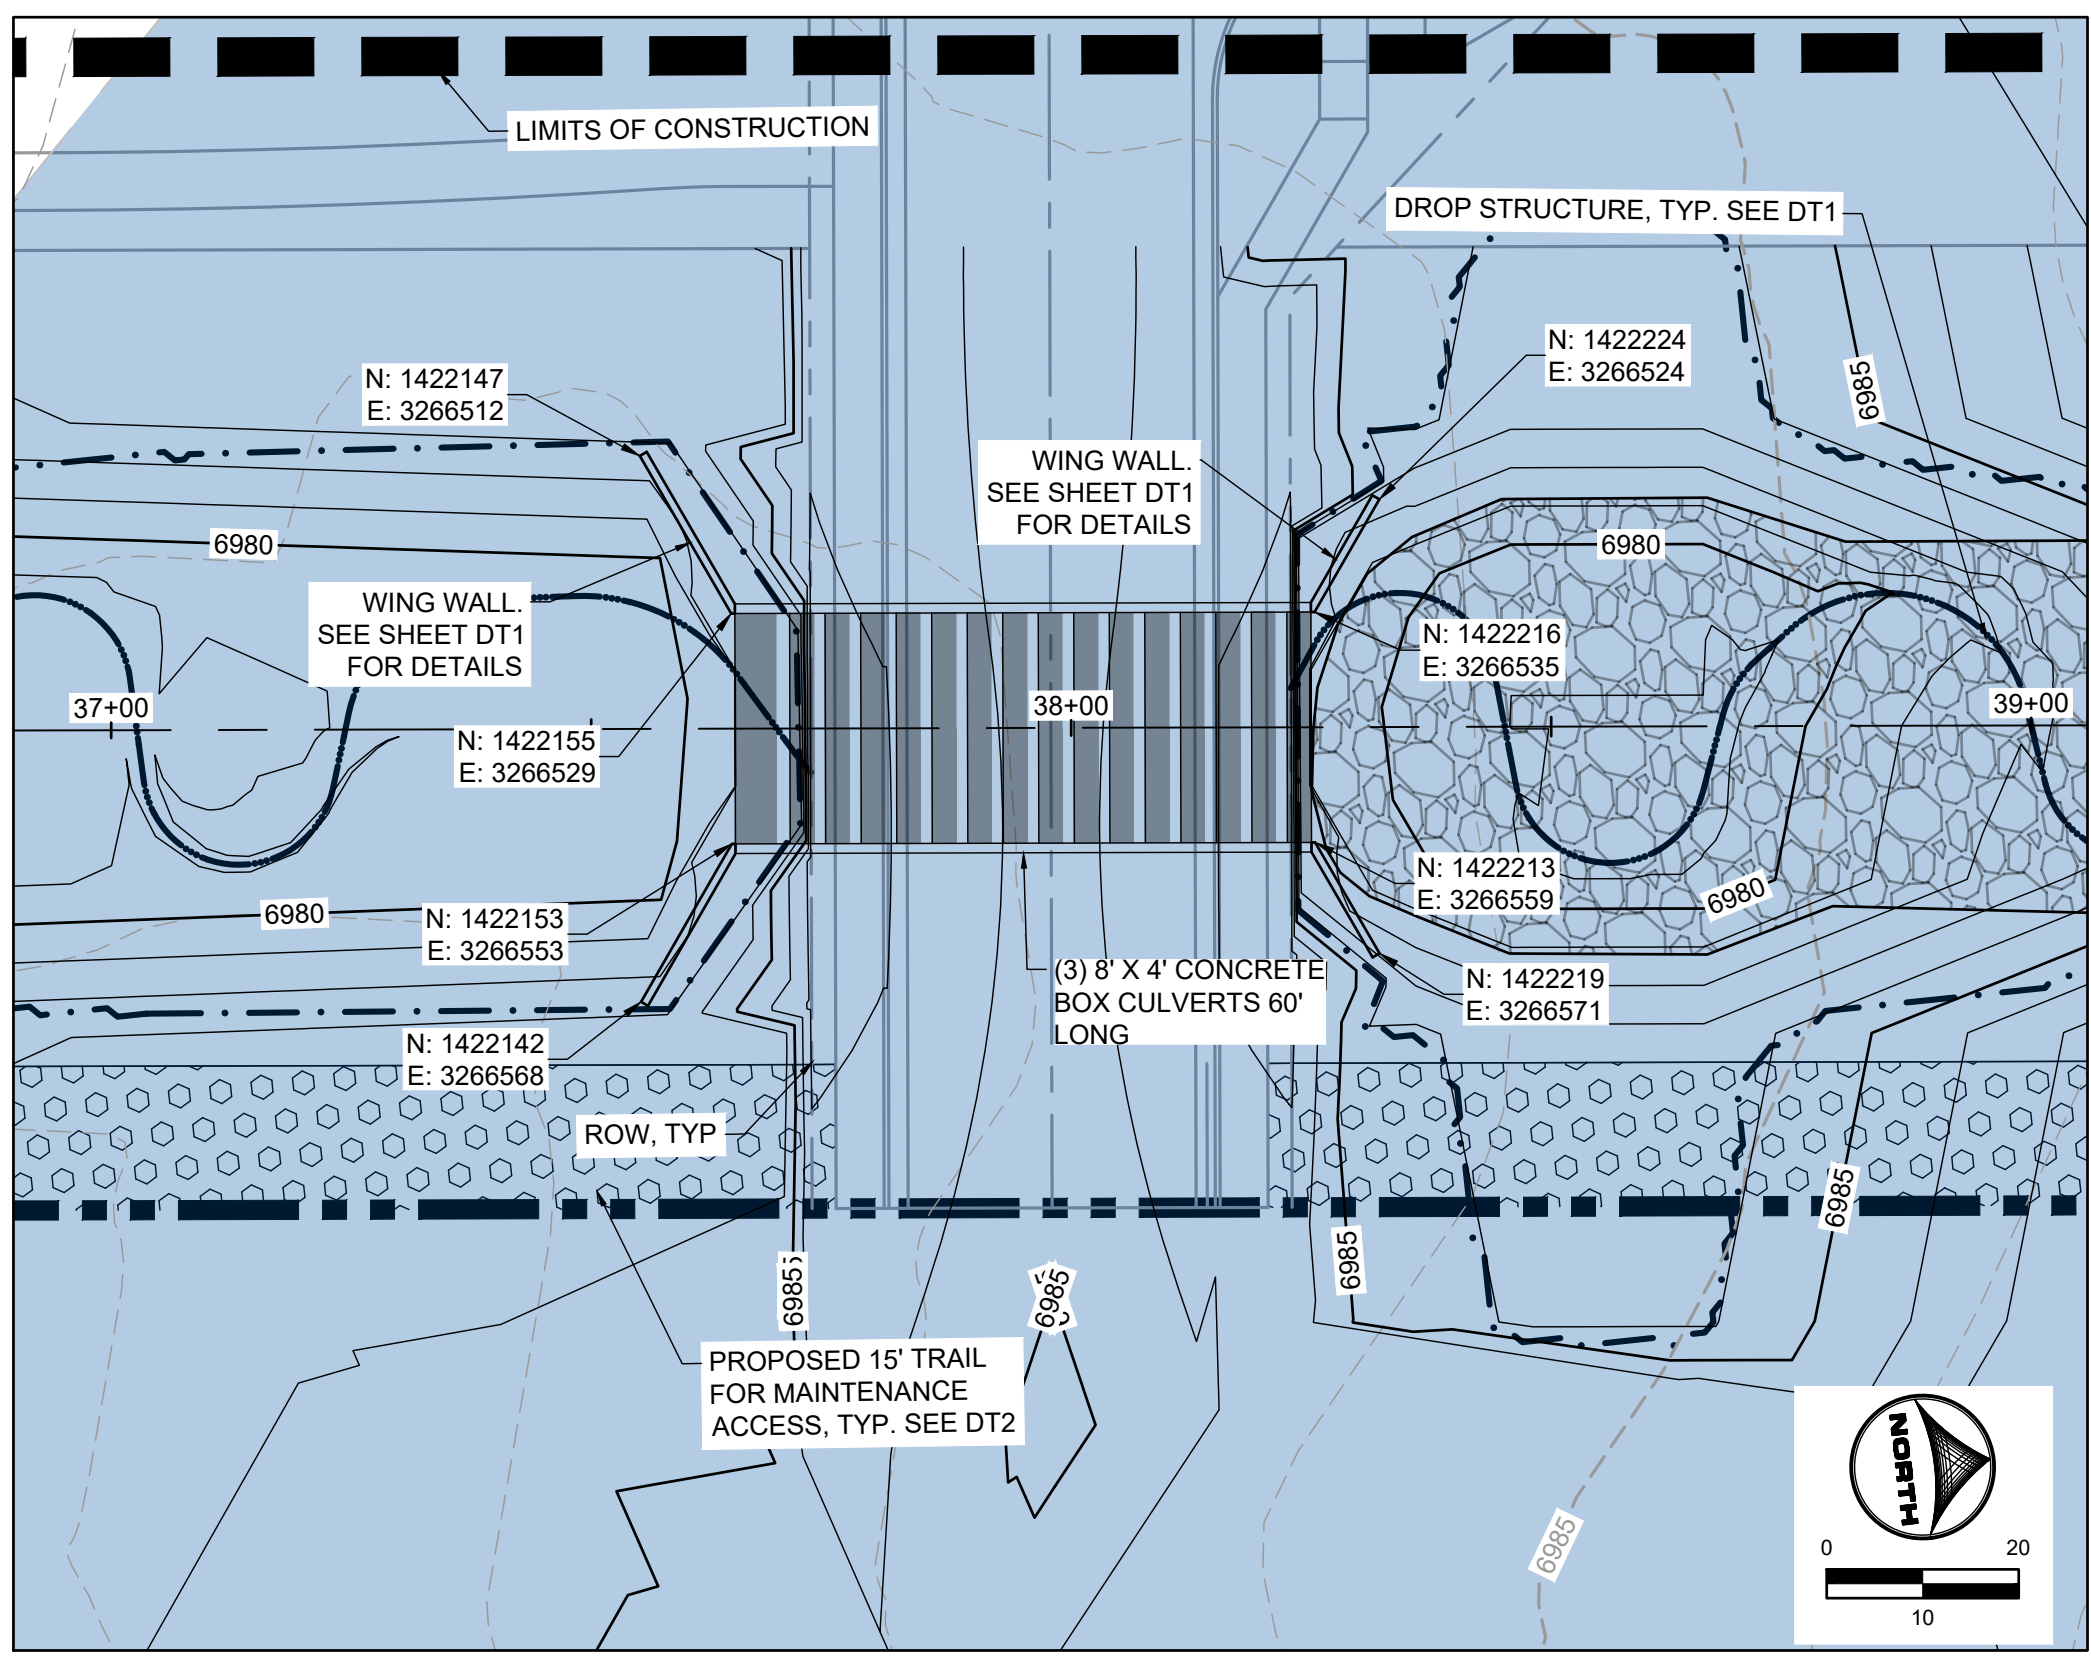 LIMITS OF CONSTRUCTION
DROP STRUCTURE, TYP. SEE DT1
N: 1422224
E: 3266524
N: 1422147
E: 3266512
6985
WING WALL.
SEE SHEET DT1
FOR DETAILS
6980
6980
WING WALL.
SEE SHEET DT1
FOR DETAILS
N: 1422216
E: 3266535
37+00
38+00
39+00
N: 1422155
E: 3266529
N: 1422213
E: 3266559
6980
6980
N: 1422153
E: 3266553
(3) 8' X 4' CONCRETE
BOX CULVERTS 60'
LONG
N: 1422219
E: 3266571
N: 1422142
E: 3266568
ROW, TYP
6985
6985
6985
6985
PROPOSED 15' TRAIL
FOR MAINTENANCE
ACCESS, TYP. SEE DT2
6985
NORTH
0
20
10